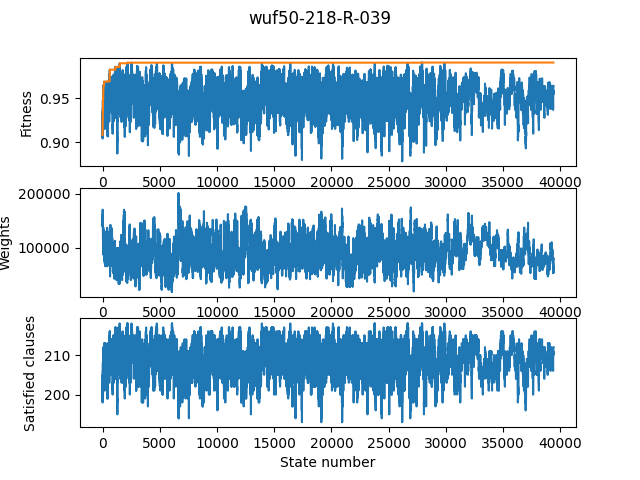 wuf50-218-R-039
Fitness
0.95
0.90
0 5000 10000 15000 20000 25000 30000 35000 40000
Weights
200000
100000
0 5000 10000 15000 20000 25000 30000 35000 40000
Satisfied clauses
210
200
0 5000 10000 15000 20000 25000 30000 35000 40000
State number